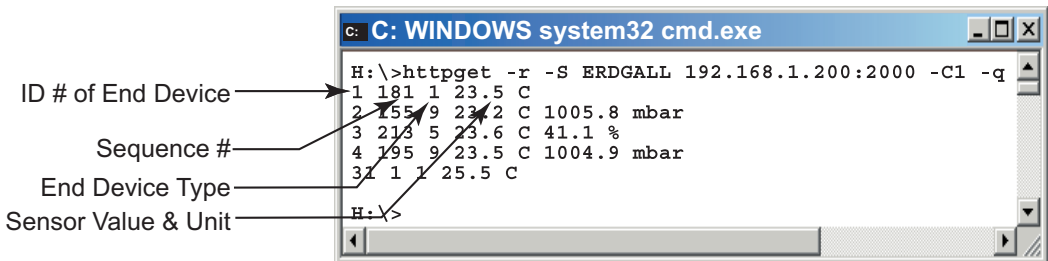 C: C: WINDOWS system32 cmd.exe
H:\>httpget -r -S ERDGALL 192.168.1.200:2000 -C1 -q
ID # of End Device
1 181 1 23.5 C
2 155 9 23.2 C 1005.8 mbar
3 213 5 23.6 C 41.1 %
Sequence #
4 195 9 23.5 C 1004.9 mbar
31 1 1 25.5 C
End Device Type
Sensor Value & Unit
H:\>